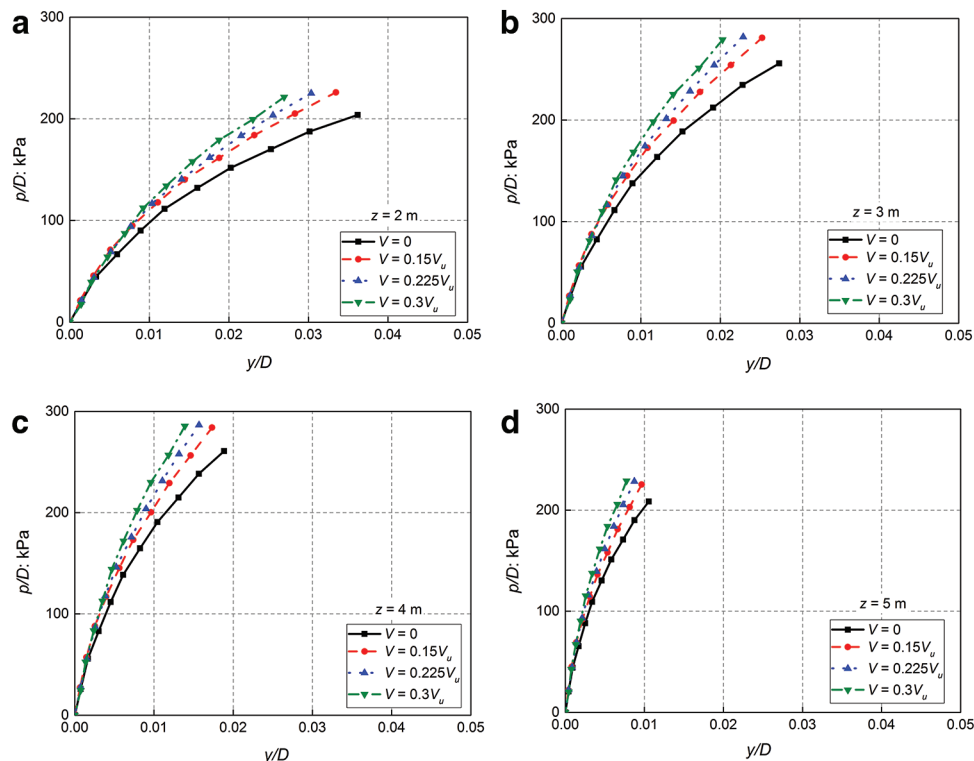 a
300
200
100
0
p/D: kPa
0.00 0.01 0.02 0.03 0.04 0.05
y/D
z = 2 m
V = 0
V = 0.15Vu
V = 0.225Vu
V = 0.3Vu
b
300
200
100
0
p/D: kPa
0.00 0.01 0.02 0.03 0.04 0.05
y/D
z = 3 m
V = 0
V = 0.15Vu
V = 0.225Vu
V = 0.3Vu
c
300
200
100
0
p/D: kPa
0.00 0.01 0.02 0.03 0.04 0.05
y/D
z = 4 m
V = 0
V = 0.15Vu
V = 0.225Vu
V = 0.3Vu
d
300
200
100
0
p/D: kPa
0.00 0.01 0.02 0.03 0.04 0.05
y/D
z = 5 m
V = 0
V = 0.15Vu
V = 0.225Vu
V = 0.3Vu